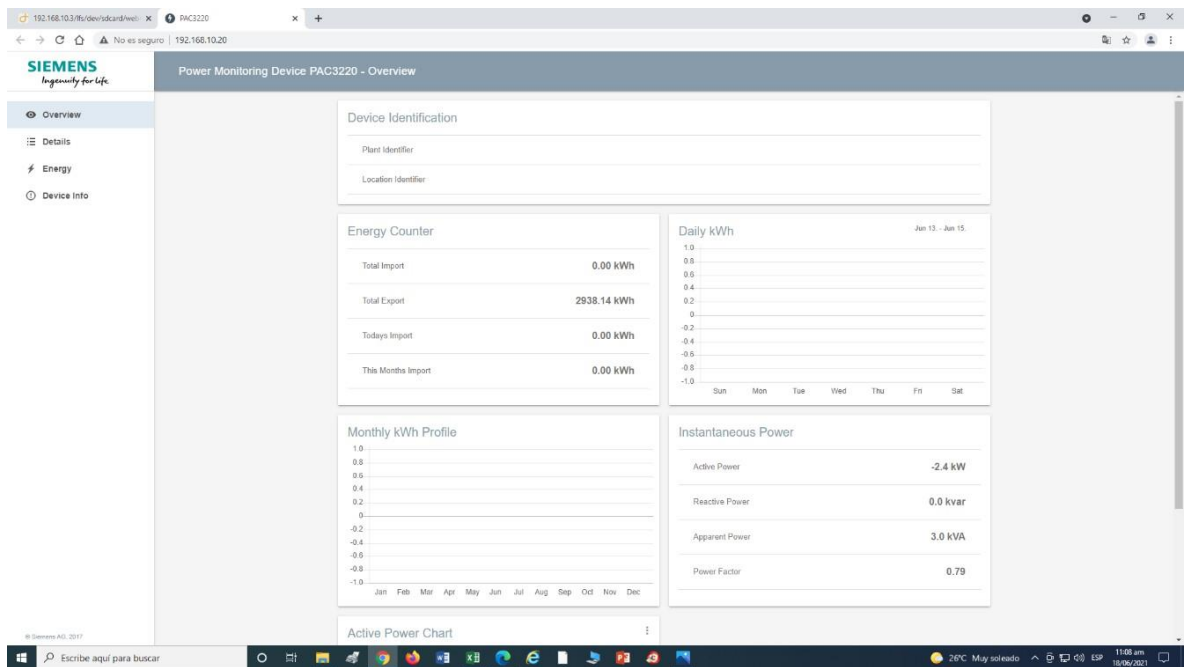 192.168.10.3/lfs/dev/sdcard/web-
PAC3220
No es seguro | 192.168.10.20
SIEMENS
Ingenuity for life
Power Monitoring Device PAC3220 - Overview
Overview
Details
Energy
Device Info
Device Identification
Plant Identifier
Location Identifier
Energy Counter
Total Import 0.00 kWh
Total Export 2938.14 kWh
Todays Import 0.00 kWh
This Months Import 0.00 kWh
Daily kWh Jun 13. - Jun 15.
1.0
0.8
0.6
0.4
0.2
0
-0.2
-0.4
-0.6
-0.8
-1.0
Sun Mon Tue Wed Thu Fri Sat
Monthly kWh Profile
1.0
0.8
0.6
0.4
0.2
0
-0.2
-0.4
-0.6
-0.8
-1.0
Jan Feb Mar Apr May Jun Jul Aug Sep Oct Nov Dec
Instantaneous Power
Active Power -2.4 kW
Reactive Power 0.0 kvar
Apparent Power 3.0 kVA
Power Factor 0.79
Active Power Chart
© Siemens AG, 2017
Escribe aquí para buscar
26°C Muy soleado
ESP
11:08 am
18/06/2021